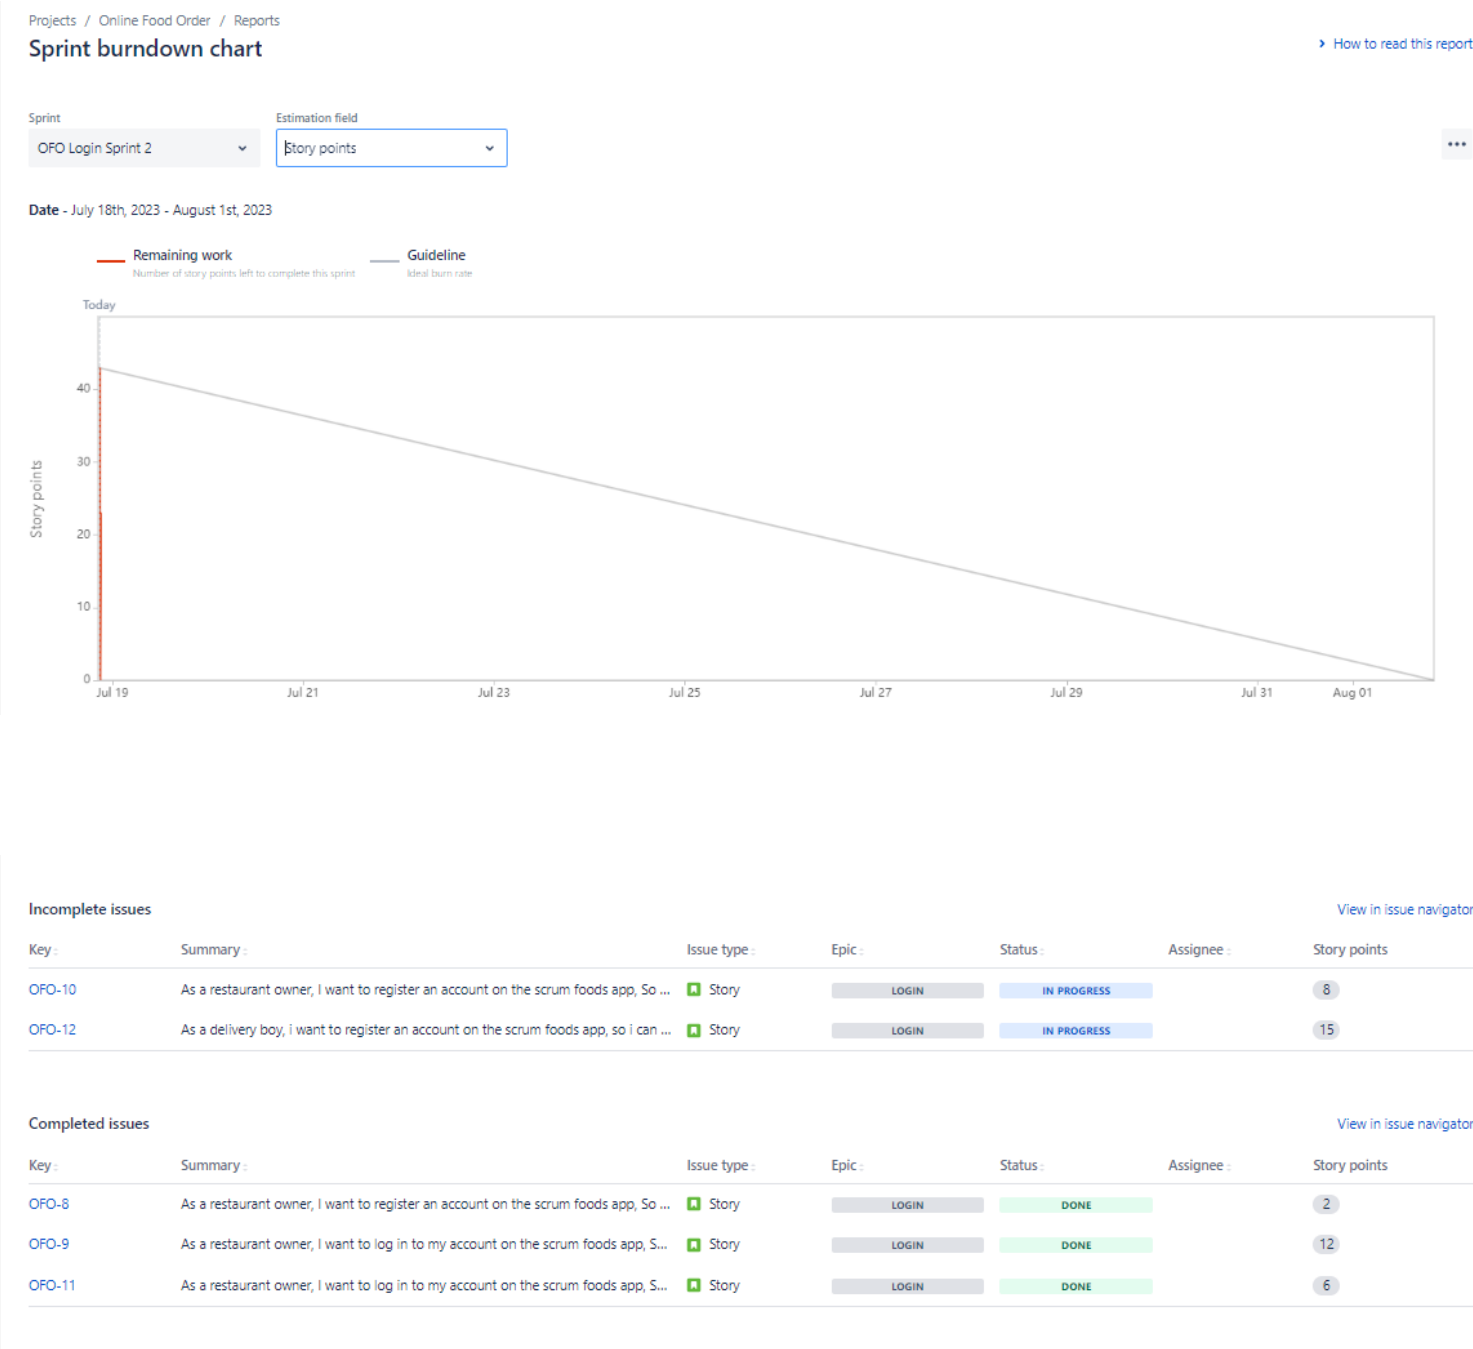 Projects / Online Food Order / Reports
Sprint burndown chart
How to read this report
Sprint
Estimation field
OFO Login Sprint 2
Story points
Date - July 18th, 2023 - August 1st, 2023
Remaining work
Number of story points left to complete this sprint
Guideline
Ideal burn rate
Today
Story points
40
30
20
10
0
Jul 19 Jul 21 Jul 23 Jul 25 Jul 27 Jul 29 Jul 31 Aug 01
Incomplete issues
View in issue navigator
Key Summary Issue type Epic Status Assignee Story points
OFO-10 As a restaurant owner, I want to register an account on the scrum foods app, So ... Story LOGIN IN PROGRESS 8
OFO-12 As a delivery boy, i want to register an account on the scrum foods app, so i can ... Story LOGIN IN PROGRESS 15
Completed issues
View in issue navigator
Key Summary Issue type Epic Status Assignee Story points
OFO-8 As a restaurant owner, I want to register an account on the scrum foods app, So ... Story LOGIN DONE 2
OFO-9 As a restaurant owner, I want to log in to my account on the scrum foods app, S... Story LOGIN DONE 12
OFO-11 As a restaurant owner, I want to log in to my account on the scrum foods app, S... Story LOGIN DONE 6